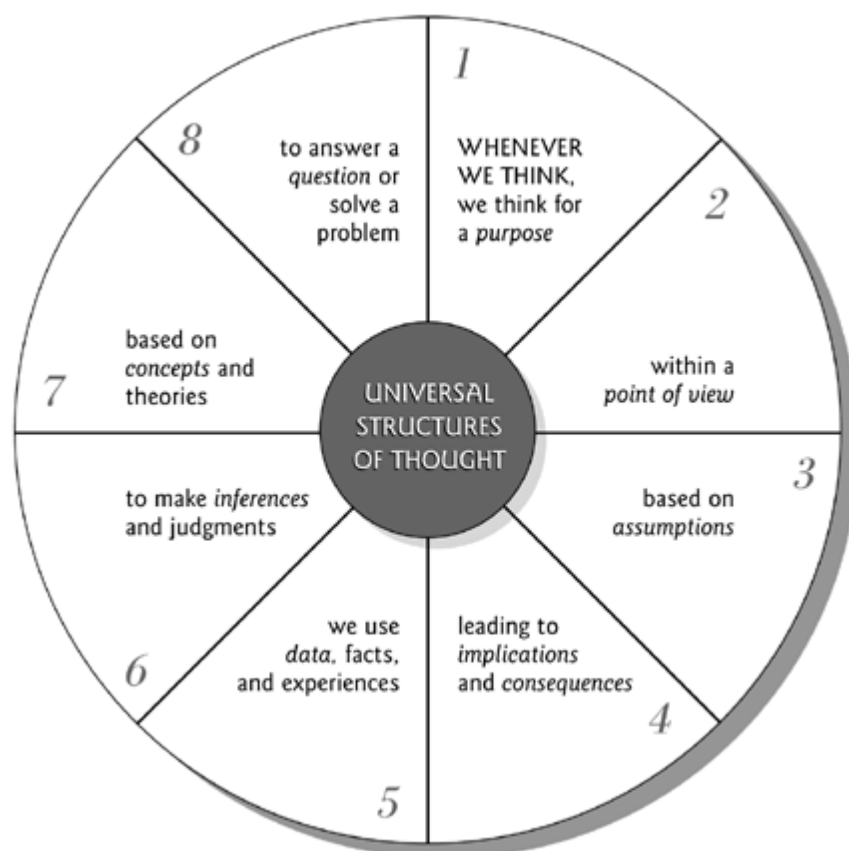 1
WHENEVER
WE THINK,
we think for
a purpose
2
within a
point of view
3
based on
assumptions
4
leading to
implications
and consequences
5
we use
data, facts,
and experiences
6
to make inferences
and judgments
7
based on
concepts and
theories
8
to answer a
question or
solve a
problem
UNIVERSAL
STRUCTURES
OF THOUGHT